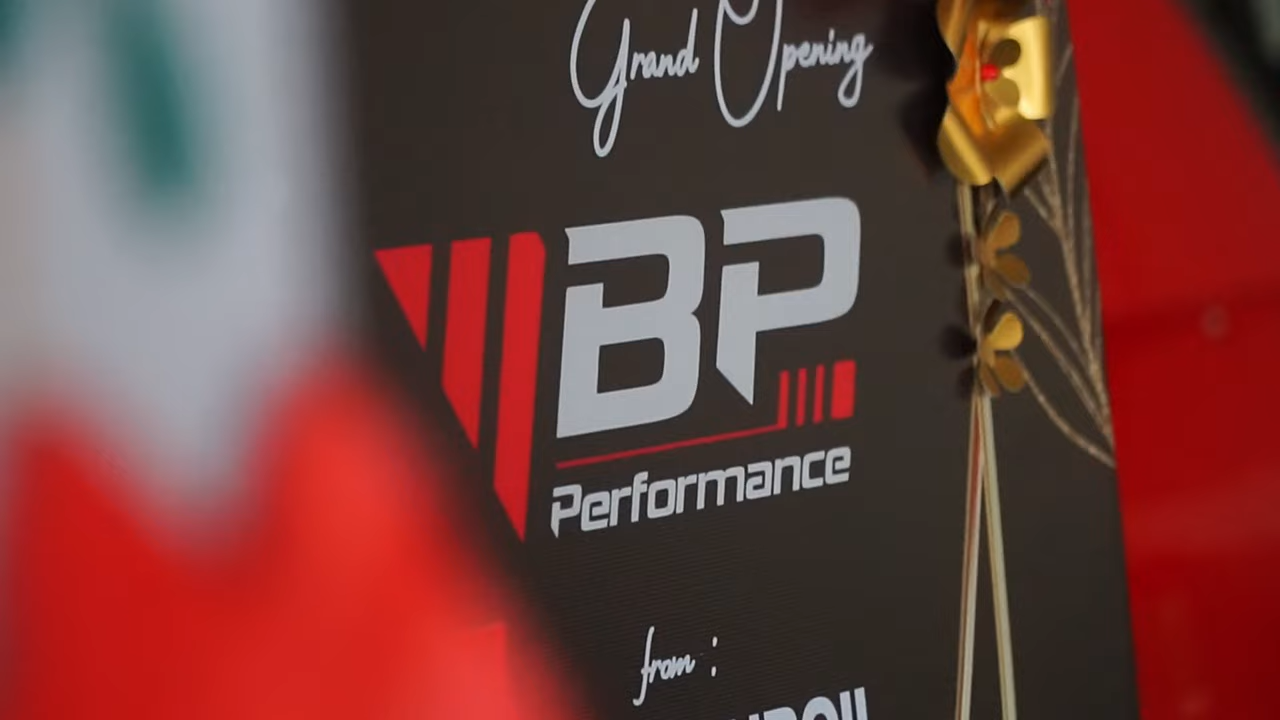 Grand Opening
BP
Performance
from :